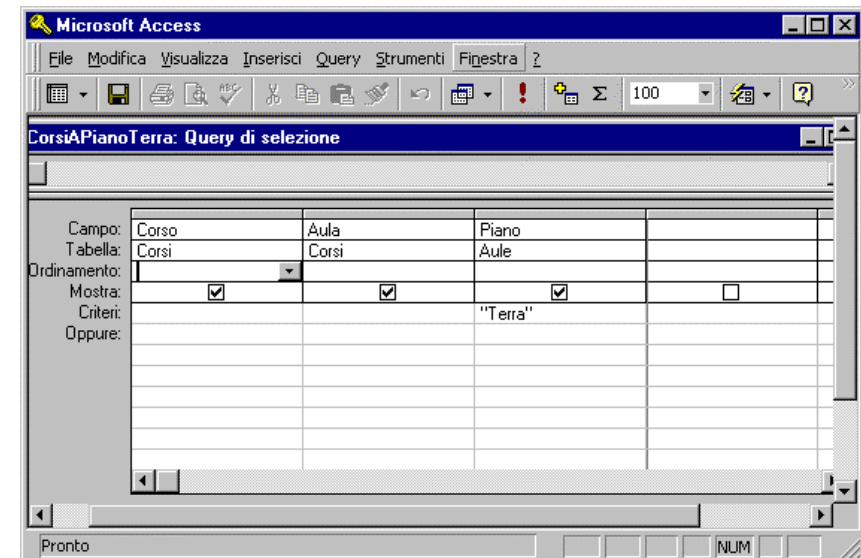 Microsoft Access
File Modifica Visualizza Inserisci Query Strumenti Finestra ?
ABC Σ 100
CorsiAPianoTerra: Query di selezione
Campo: Corso Aula Piano
Tabella: Corsi Corsi Aule
Ordinamento:
Mostra:
Criteri: "Terra"
Oppure:
Pronto NUM